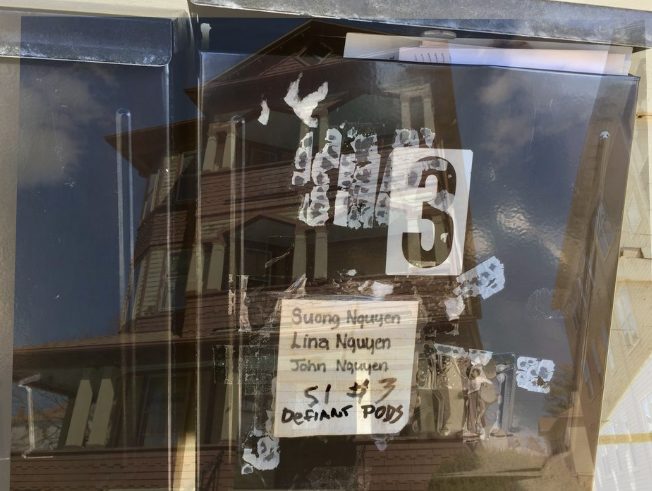 3
Suong Nguyen
Lina Nguyen
John Nguyen
51 #3
Defiant PODS